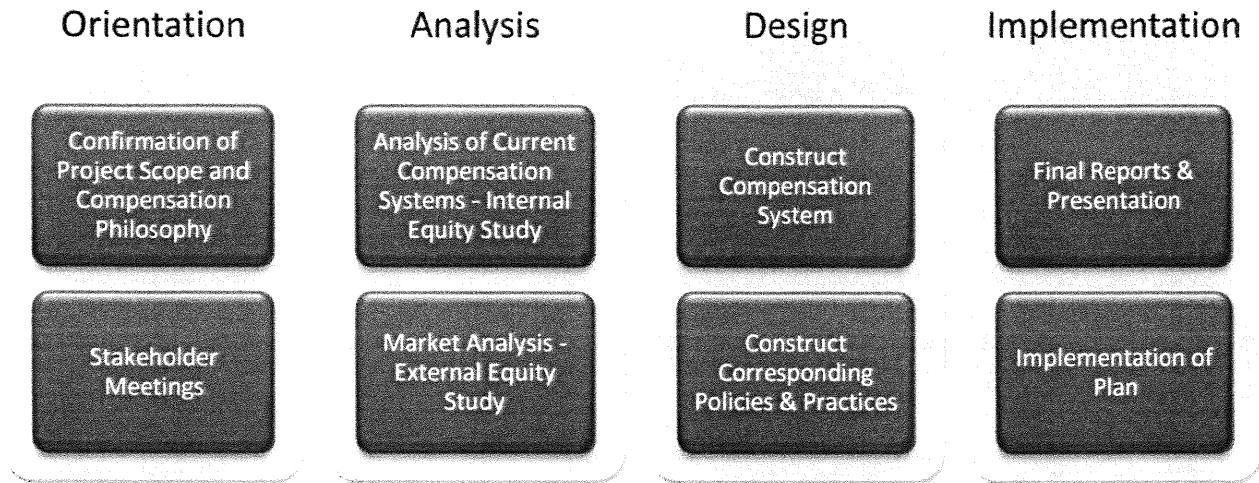 Orientation
Confirmation of
Project Scope and
Compensation
Philosophy
Stakeholder
Meetings
Analysis
Analysis of Current
Compensation
Systems - Internal
Equity Study
Market Analysis -
External Equity
Study
Design
Construct
Compensation
System
Construct
Corresponding
Policies & Practices
Implementation
Final Reports &
Presentation
Implementation of
Plan